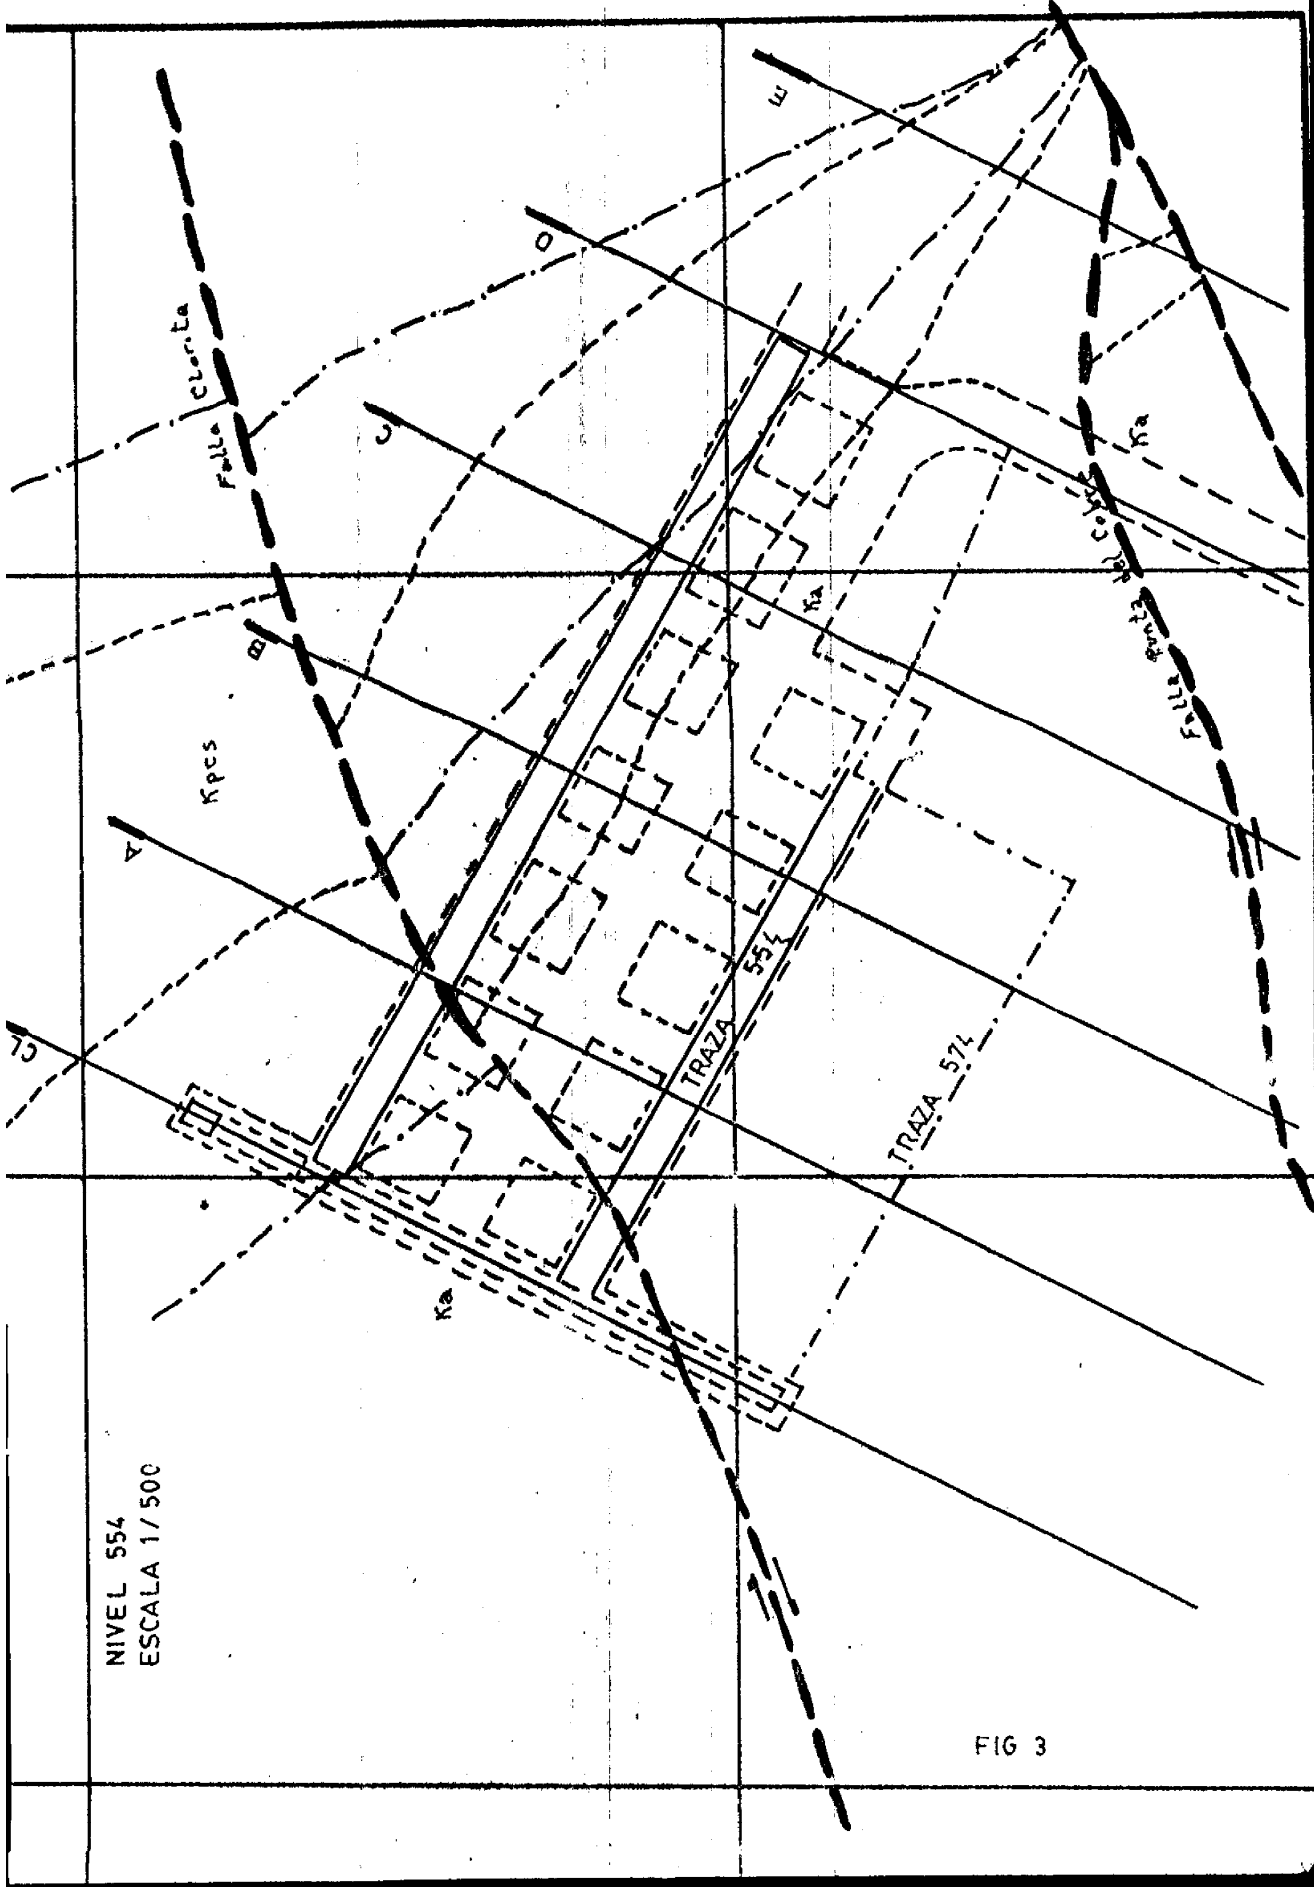 E
D
C
B
A
CL
Falla Clorita
Kpcs
Ka
Ka
Ka
Falla Punta del Cobre
TRAZA 554
TRAZA 574
NIVEL 554
ESCALA 1/500
FIG 3